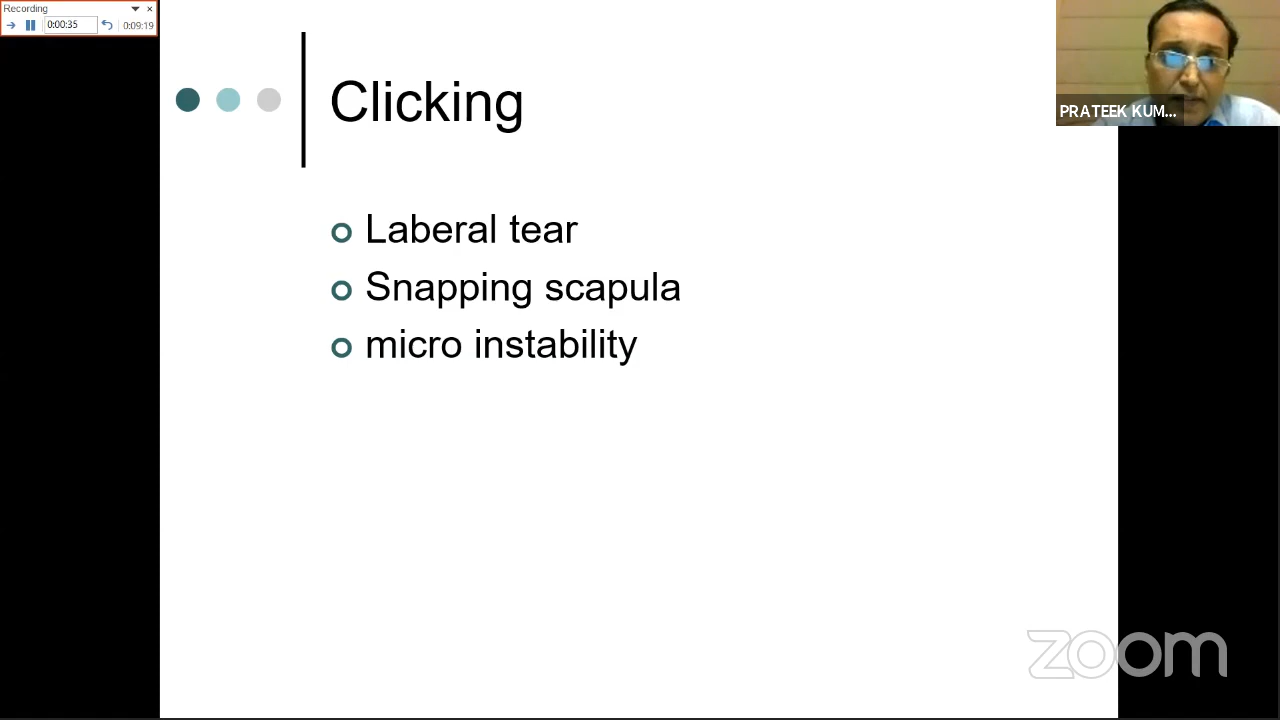 Recording
0:00:35
0:09:19
Clicking
PRATEEK KUM...
Laberal tear
Snapping scapula
micro instability
zoom